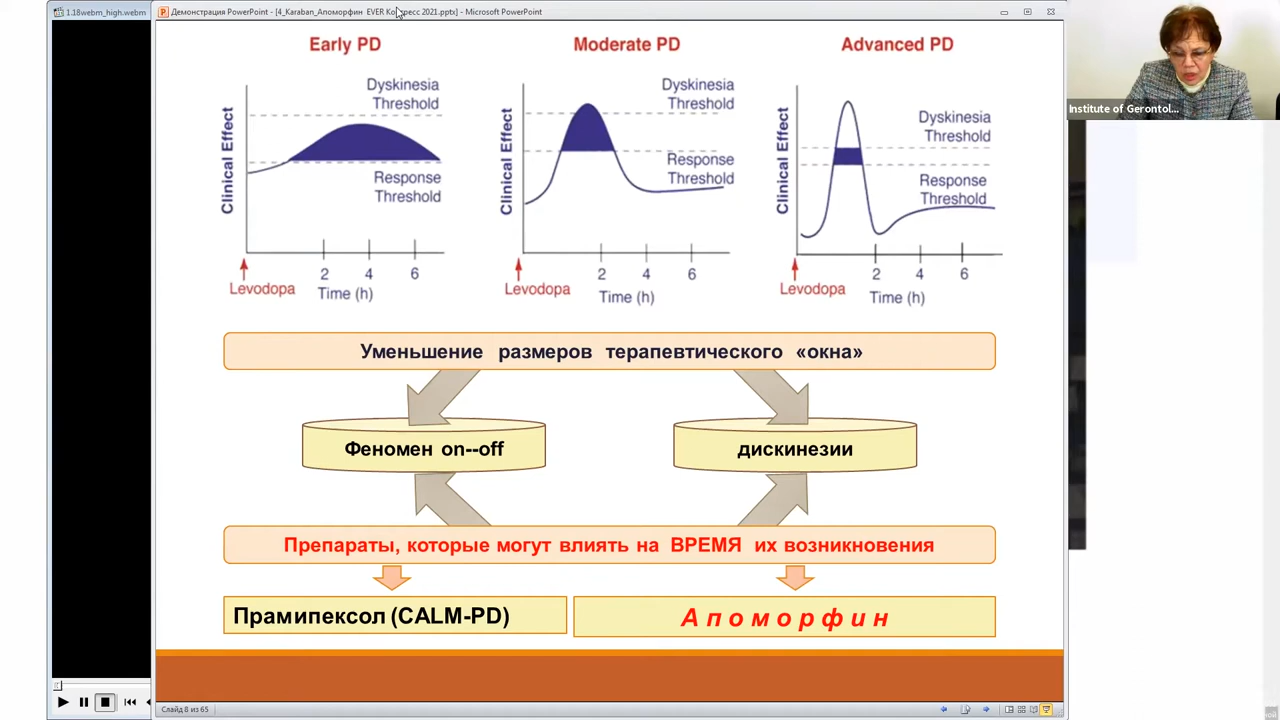 1.18webm_high.webm
Демонстрация PowerPoint - [4_Karaban_Апоморфин EVER Конгресс 2021.pptx] - Microsoft PowerPoint
Institute of Gerontol...
Early PD
Dyskinesia
Threshold
Response
Threshold
Clinical Effect
2 4 6
Levodopa
Time (h)
Moderate PD
Dyskinesia
Threshold
Response
Threshold
Clinical Effect
2 4 6
Levodopa
Time (h)
Advanced PD
Dyskinesia
Threshold
Response
Threshold
Clinical Effect
2 4 6
Levodopa
Time (h)
Уменьшение размеров терапевтического «окна»
Феномен on--off
дискинезии
Препараты, которые могут влиять на ВРЕМЯ их возникновения
Прамипексол (CALM-PD)
А п о м о р ф и н
Слайд 8 из 65